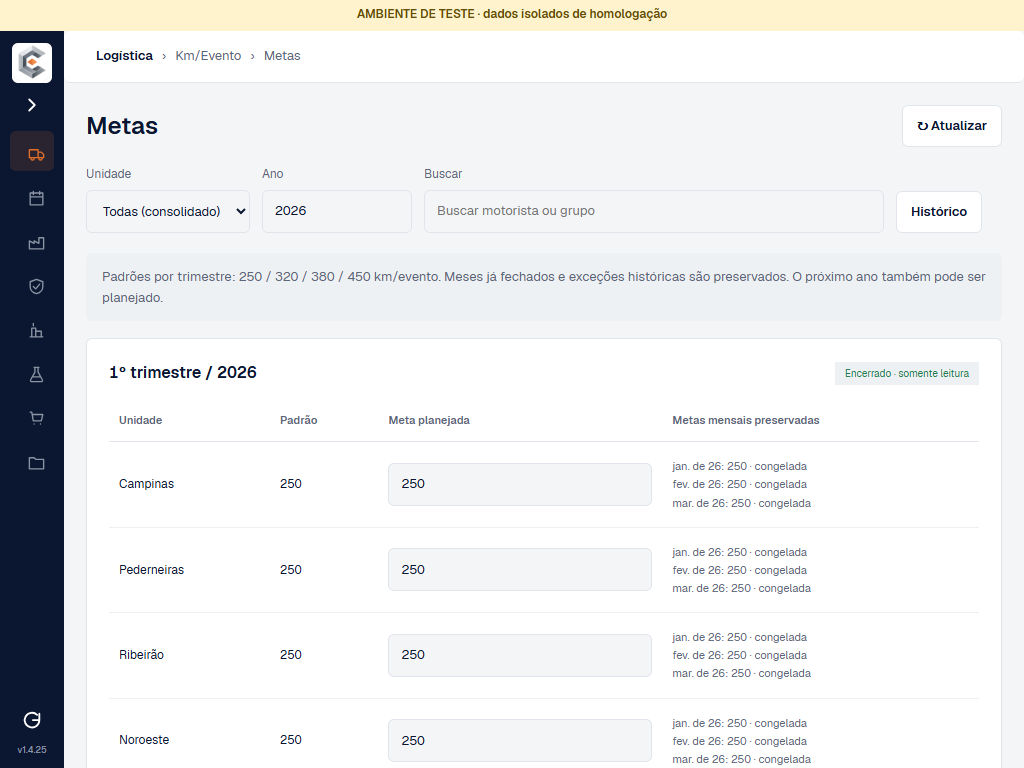 AMBIENTE DE TESTE · dados isolados de homologação
Logística › Km/Evento › Metas
Metas
↻ Atualizar
Unidade Ano Buscar
Todas (consolidado) 2026 Buscar motorista ou grupo Histórico
Padrões por trimestre: 250 / 320 / 380 / 450 km/evento. Meses já fechados e exceções históricas são preservados. O próximo ano também pode ser
planejado.
1º trimestre / 2026
Encerrado · somente leitura
Unidade Padrão Meta planejada Metas mensais preservadas
Campinas 250 250
jan. de 26: 250 · congelada
fev. de 26: 250 · congelada
mar. de 26: 250 · congelada
Pederneiras 250 250
jan. de 26: 250 · congelada
fev. de 26: 250 · congelada
mar. de 26: 250 · congelada
Ribeirão 250 250
jan. de 26: 250 · congelada
fev. de 26: 250 · congelada
mar. de 26: 250 · congelada
Noroeste 250 250
jan. de 26: 250 · congelada
fev. de 26: 250 · congelada
mar. de 26: 250 · congelada
v1.4.25